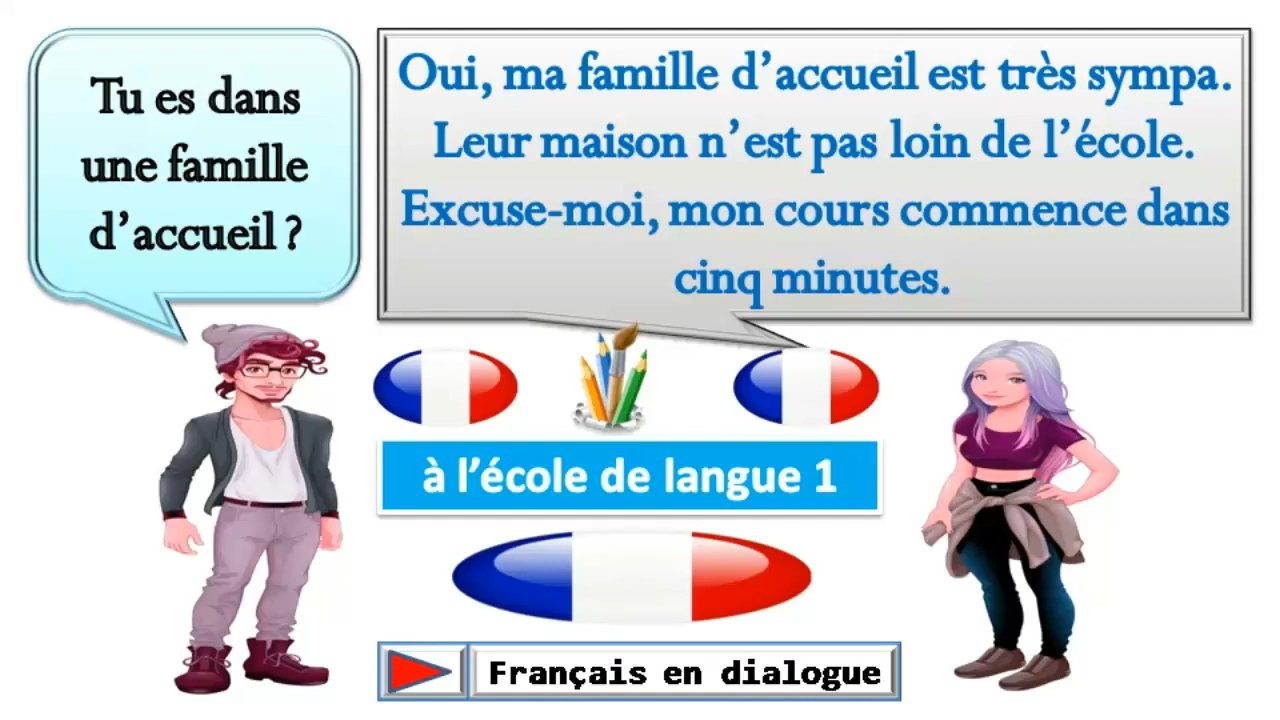 Tu es dans
une famille
d’accueil ?
Oui, ma famille d’accueil est très sympa.
Leur maison n’est pas loin de l’école.
Excuse-moi, mon cours commence dans
cinq minutes.
à l’école de langue 1
Français en dialogue